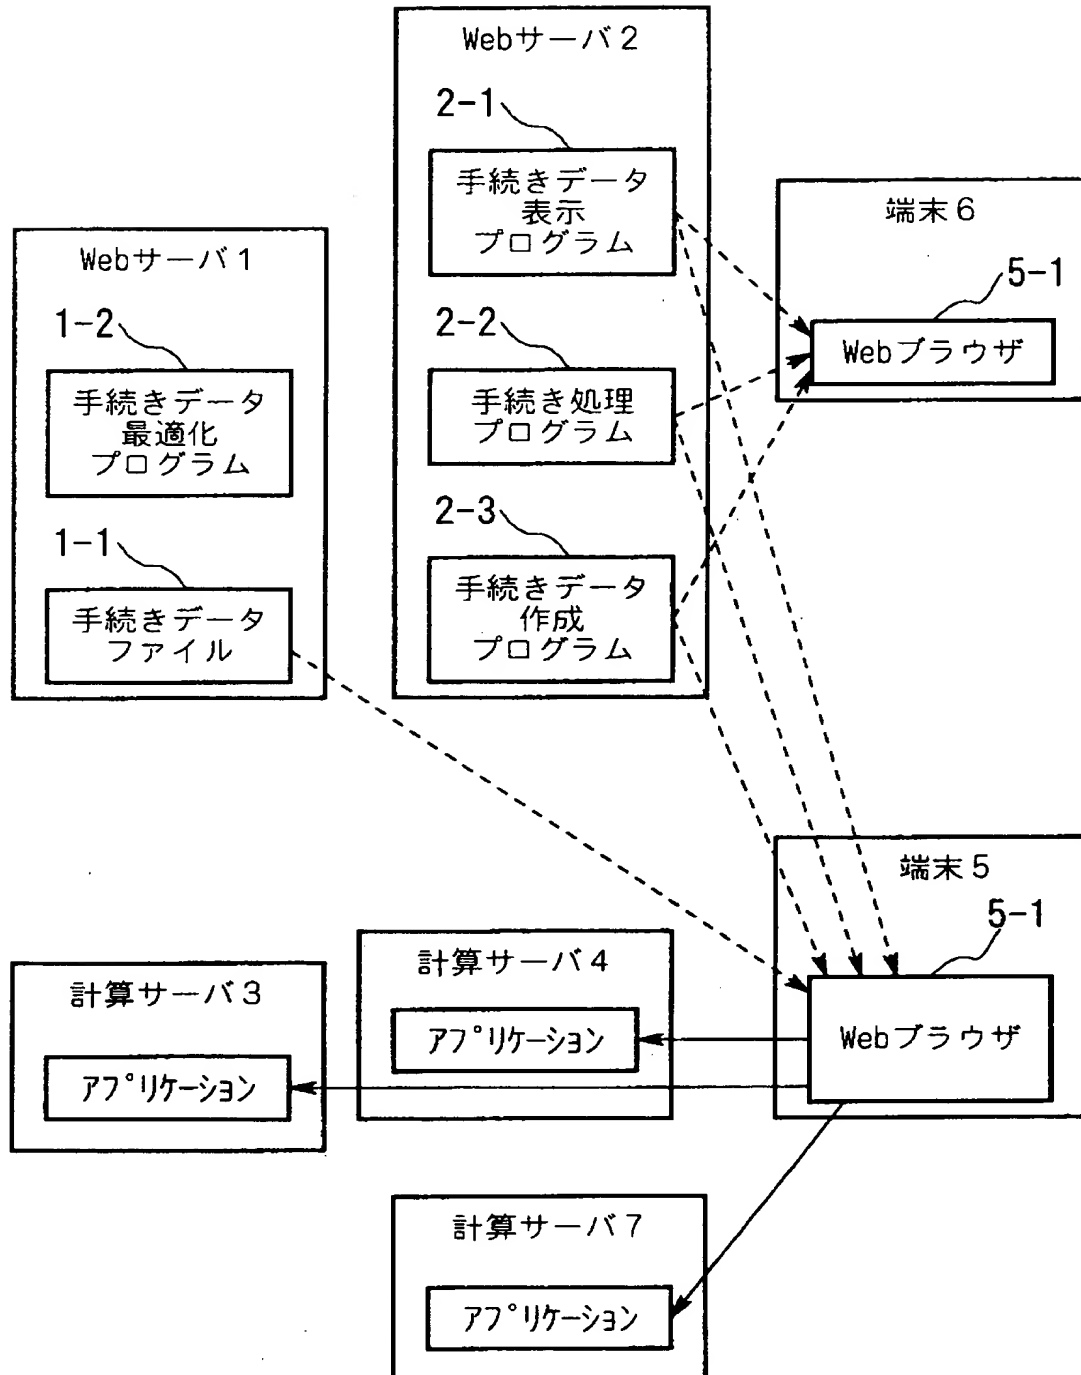 Webサーバ2
2-1
手続きデータ
表示
プログラム
2-2
手続き処理
プログラム
2-3
手続きデータ
作成
プログラム
Webサーバ1
1-2
手続きデータ
最適化
プログラム
1-1
手続きデータ
ファイル
端末6
5-1
Webブラウザ
端末5
5-1
Webブラウザ
計算サーバ4
アプリケーション
計算サーバ3
アプリケーション
計算サーバ7
アプリケーション